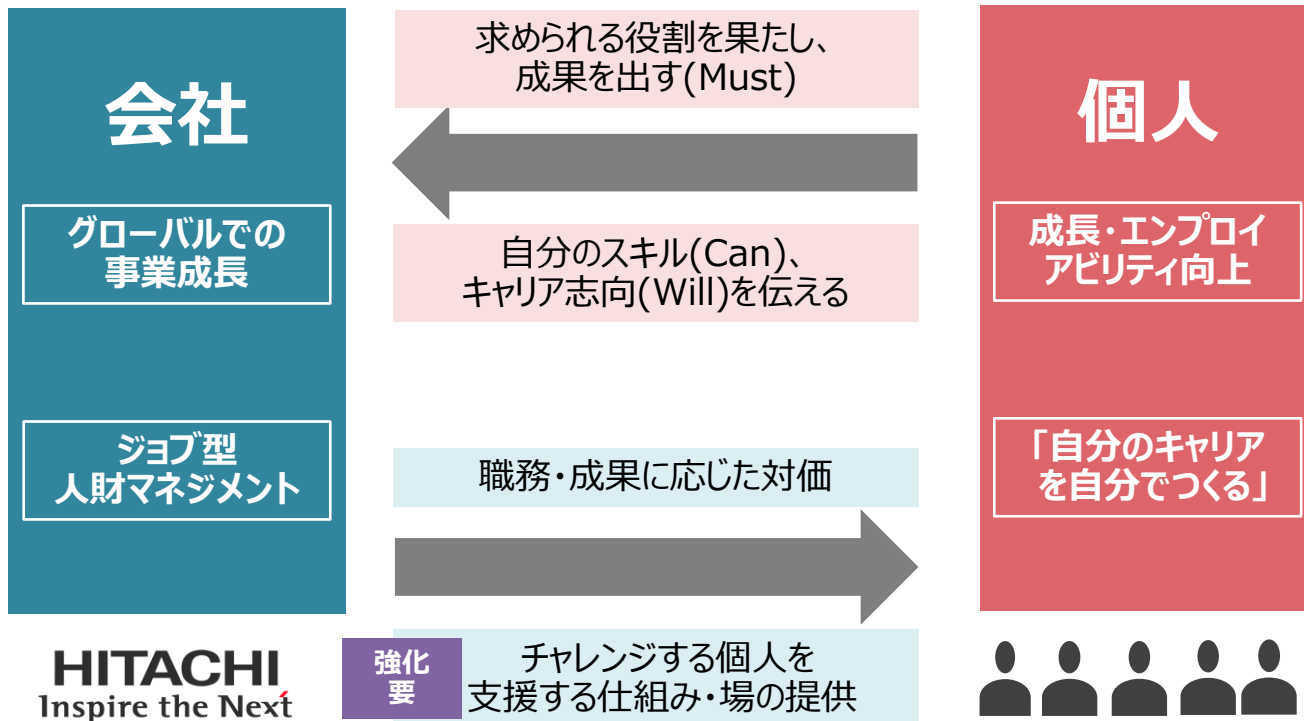 会社
グローバルでの
事業成長
ジョブ型
人財マネジメント
HITACHI
Inspire the Next
求められる役割を果たし、
成果を出す(Must)
自分のスキル(Can)、
キャリア志向(Will)を伝える
職務・成果に応じた対価
強化
要
チャレンジする個人を
支援する仕組み・場の提供
個人
成長・エンプロイ
アビリティ向上
「自分のキャリア
を自分でつくる」